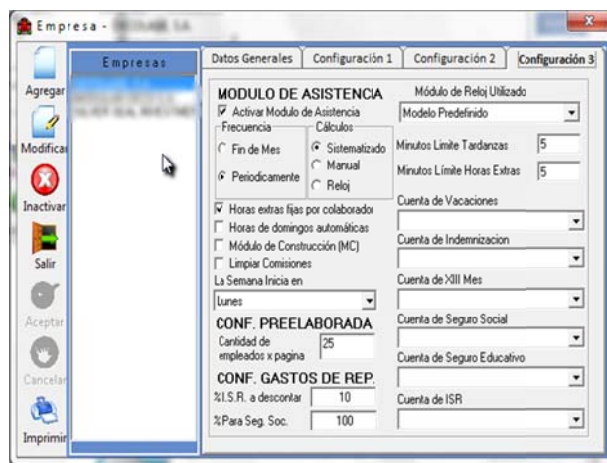 Empresa -
Agregar
Modificar
Inactivar
Salir
Aceptar
Cancelar
Imprimir
Empresas
Datos Generales
Configuración 1
Configuración 2
Configuración 3
MODULO DE ASISTENCIA
Activar Modulo de Asistencia
Frecuencia
Fin de Mes
Periodicamente
Cálculos
Sistematizado
Manual
Reloj
Horas extras fijas por colaborador
Horas de domingos automáticas
Módulo de Construcción (MC)
Limpiar Comisiones
La Semana Inicia en
Lunes
CONF. PREELABORADA
Cantidad de
empleados x pagina
25
CONF. GASTOS DE REP.
%I.S.R. a descontar
10
%Para Seg. Soc.
100
Módulo de Reloj Utilizado
Modelo Predefinido
Minutos Limite Tardanzas
5
Minutos Límite Horas Extras
5
Cuenta de Vacaciones
Cuenta de Indemnizacion
Cuenta de XIII Mes
Cuenta de Seguro Social
Cuenta de Seguro Educativo
Cuenta de ISR